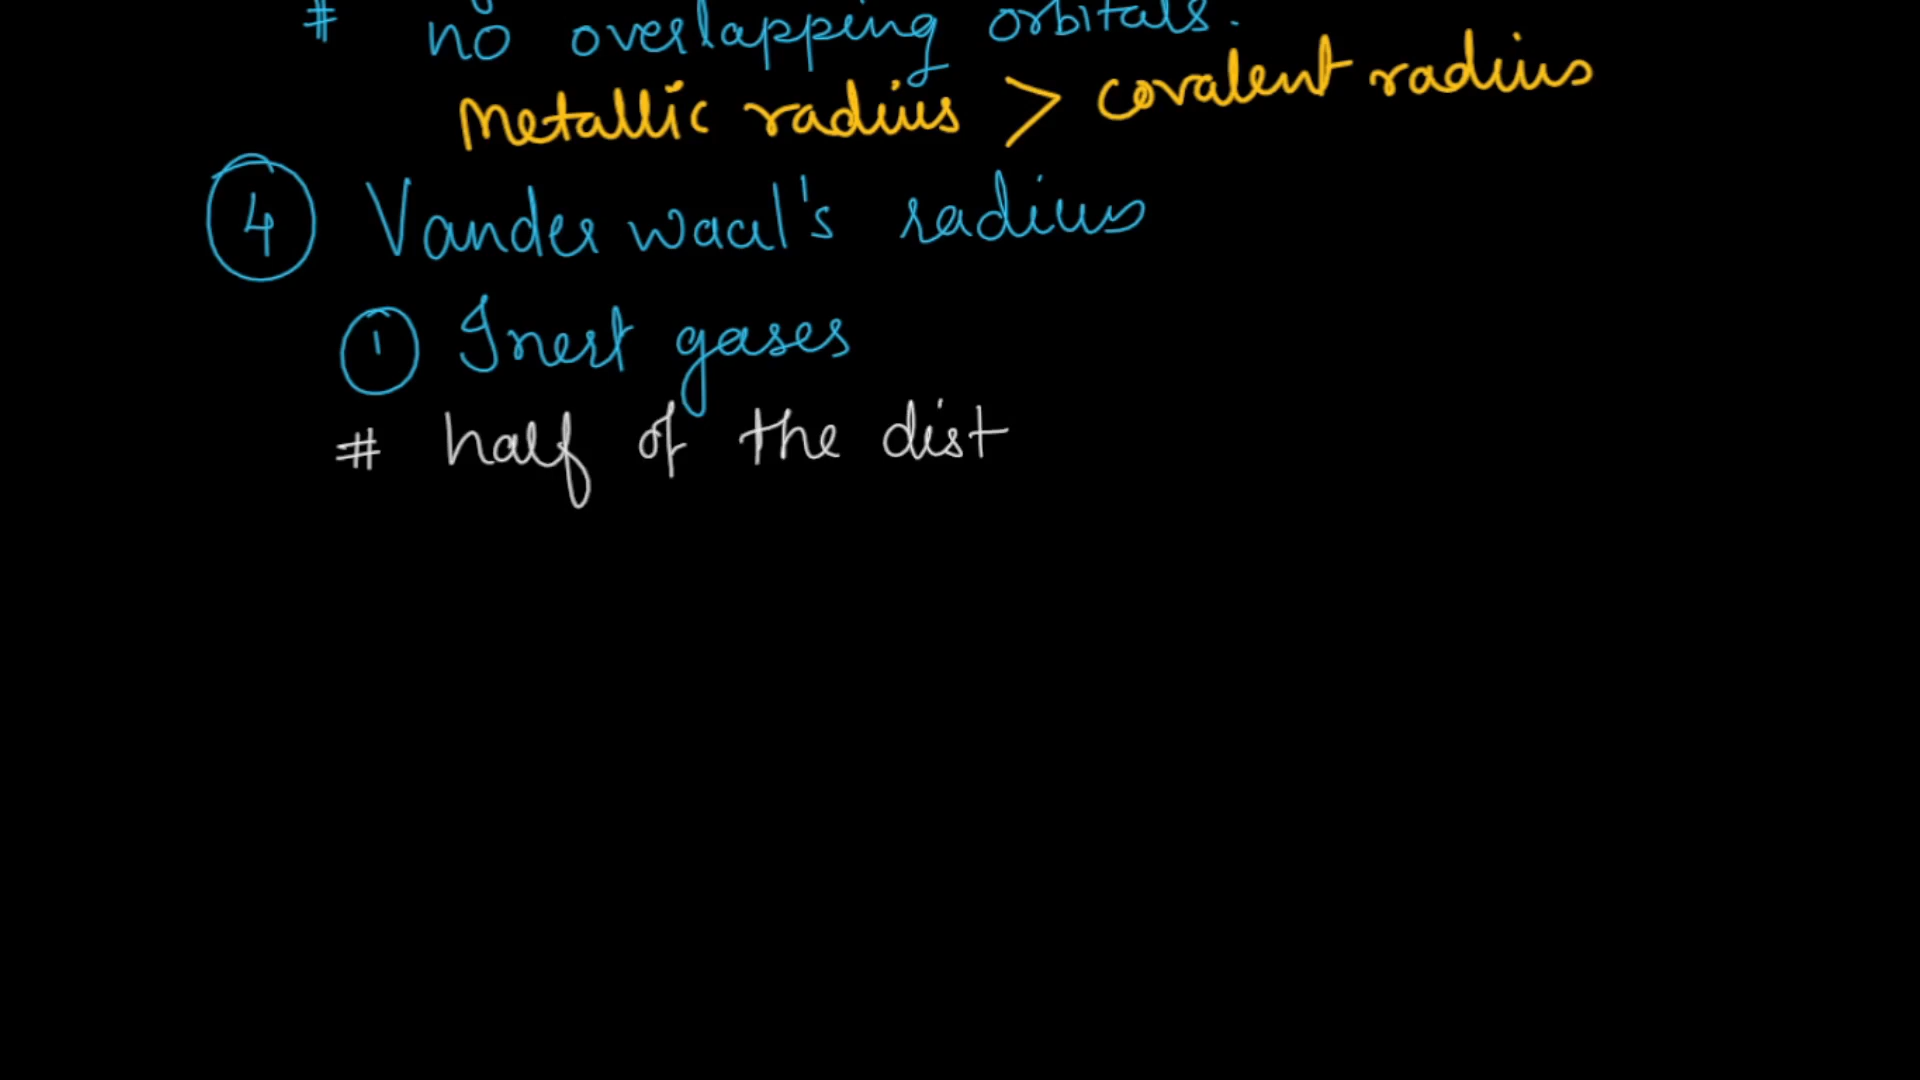 # no overlapping orbitals.
Metallic radius > covalent radius
④ Vander waal's radius
① Inert gases
# half of the dist